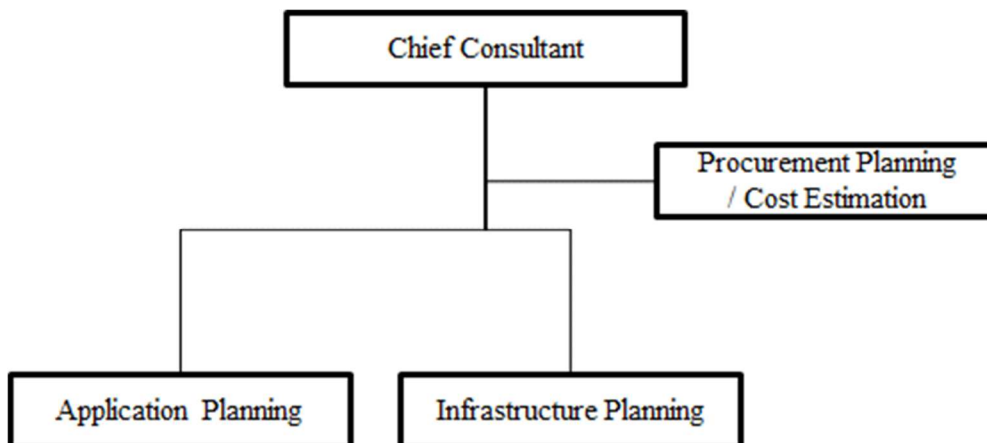 Chief Consultant
Procurement Planning
/ Cost Estimation
Application Planning
Infrastructure Planning